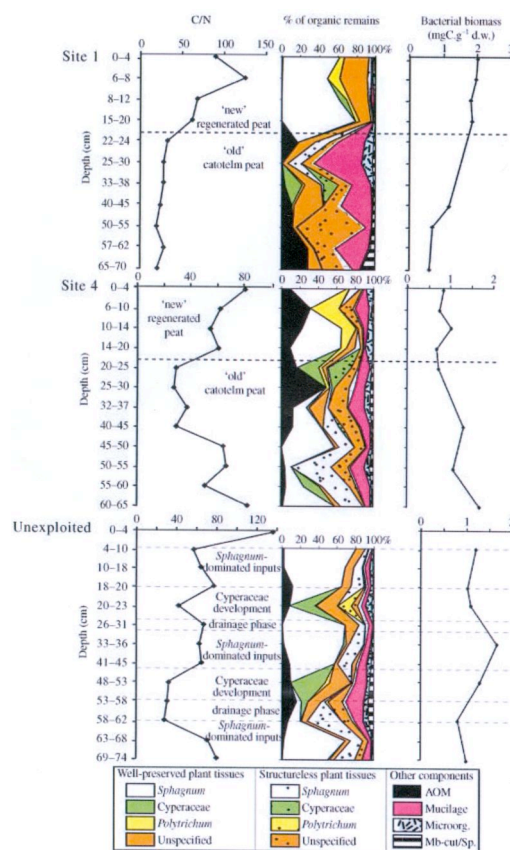 C/N
% of organic remains
Bacterial biomass
(mgC.g⁻¹ d.w.)
Site 1
0 50 100 150
0 20 40 60 80 100%
0 1 2
0–4
6–8
8–12
15–20
22–24
25–30
33–38
40–45
50–55
57–62
65–70
Depth (cm)
'new'
regenerated peat
'old'
catotelm peat
Site 4
0 40 80
0 20 40 60 80 100%
0 1 2
0–4
6–10
10–14
14–20
20–25
25–30
32–37
40–45
45–50
50–55
55–60
60–65
Depth (cm)
'new'
regenerated
peat
'old'
catotelm peat
Unexploited
0 40 80 120
0 20 40 60 80 100%
0 1 2
0–4
4–10
10–18
18–20
20–23
26–31
33–36
41–45
48–53
53–58
58–62
63–68
69–74
Depth (cm)
Sphagnum-
dominated inputs
Cyperaceae
development
drainage phase
Sphagnum-
dominated inputs
Cyperaceae
development
drainage phase
Sphagnum-
dominated inputs
Well-preserved plant tissues
Sphagnum
Cyperaceae
Polytrichum
Unspecified
Structureless plant tissues
Sphagnum
Cyperaceae
Polytrichum
Unspecified
Other components
AOM
Mucilage
Microorg.
Mb-cut/Sp.